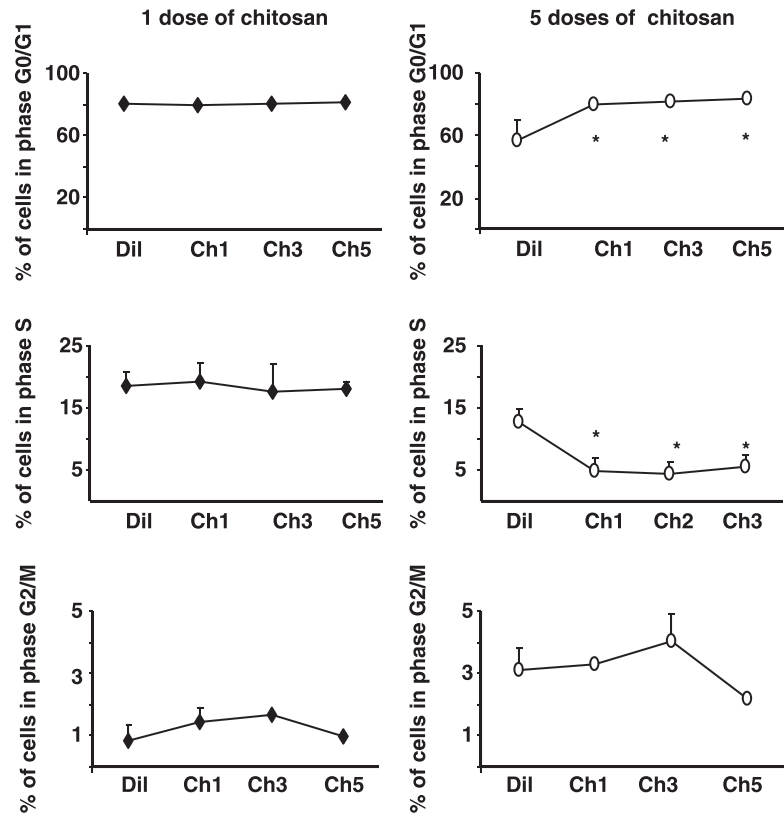 1 dose of chitosan
5 doses of chitosan
% of cells in phase G0/G1
100
60
20
Dil Ch1 Ch3 Ch5
% of cells in phase G0/G1
100
60
20
* * *
Dil Ch1 Ch3 Ch5
% of cells in phase S
25
15
5
Dil Ch1 Ch3 Ch5
% of cells in phase S
25
15
5
* * *
Dil Ch1 Ch2 Ch3
% of cells in phase G2/M
5
3
1
Dil Ch1 Ch3 Ch5
% of cells in phase G2/M
5
3
1
Dil Ch1 Ch3 Ch5